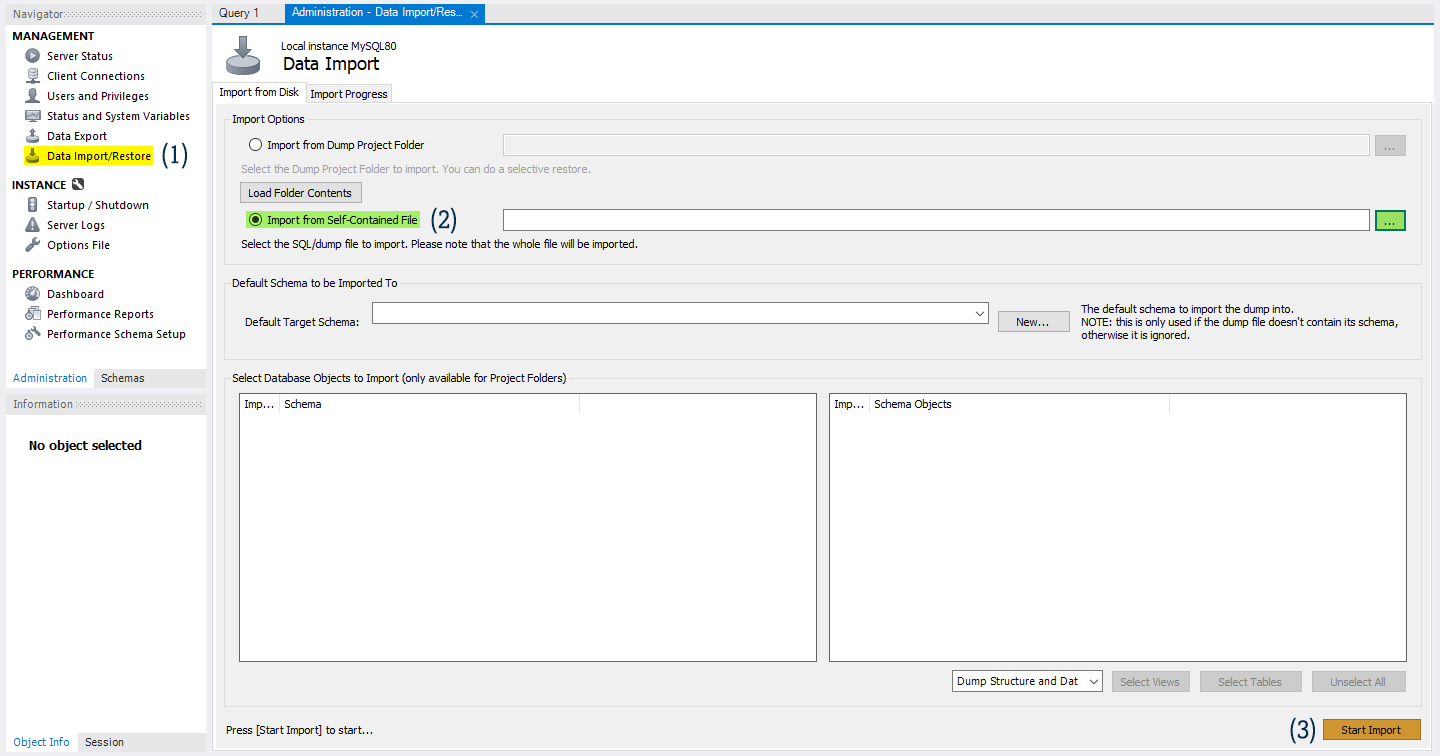 Navigator
MANAGEMENT
Server Status
Client Connections
Users and Privileges
Status and System Variables
Data Export
Data Import/Restore (1)
INSTANCE
Startup / Shutdown
Server Logs
Options File
PERFORMANCE
Dashboard
Performance Reports
Performance Schema Setup
Administration Schemas
Information
No object selected
Object Info Session
Query 1 Administration - Data Import/Res...
Local instance MySQL80
Data Import
Import from Disk Import Progress
Import Options
Import from Dump Project Folder ...
Select the Dump Project Folder to import. You can do a selective restore.
Load Folder Contents
Import from Self-Contained File (2) ...
Select the SQL/dump file to import. Please note that the whole file will be imported.
Default Schema to be Imported To
Default Target Schema: New...
The default schema to import the dump into.
NOTE: this is only used if the dump file doesn't contain its schema,
otherwise it is ignored.
Select Database Objects to Import (only available for Project Folders)
Imp... Schema Imp... Schema Objects
Dump Structure and Dat Select Views Select Tables Unselect All
Press [Start Import] to start... (3) Start Import